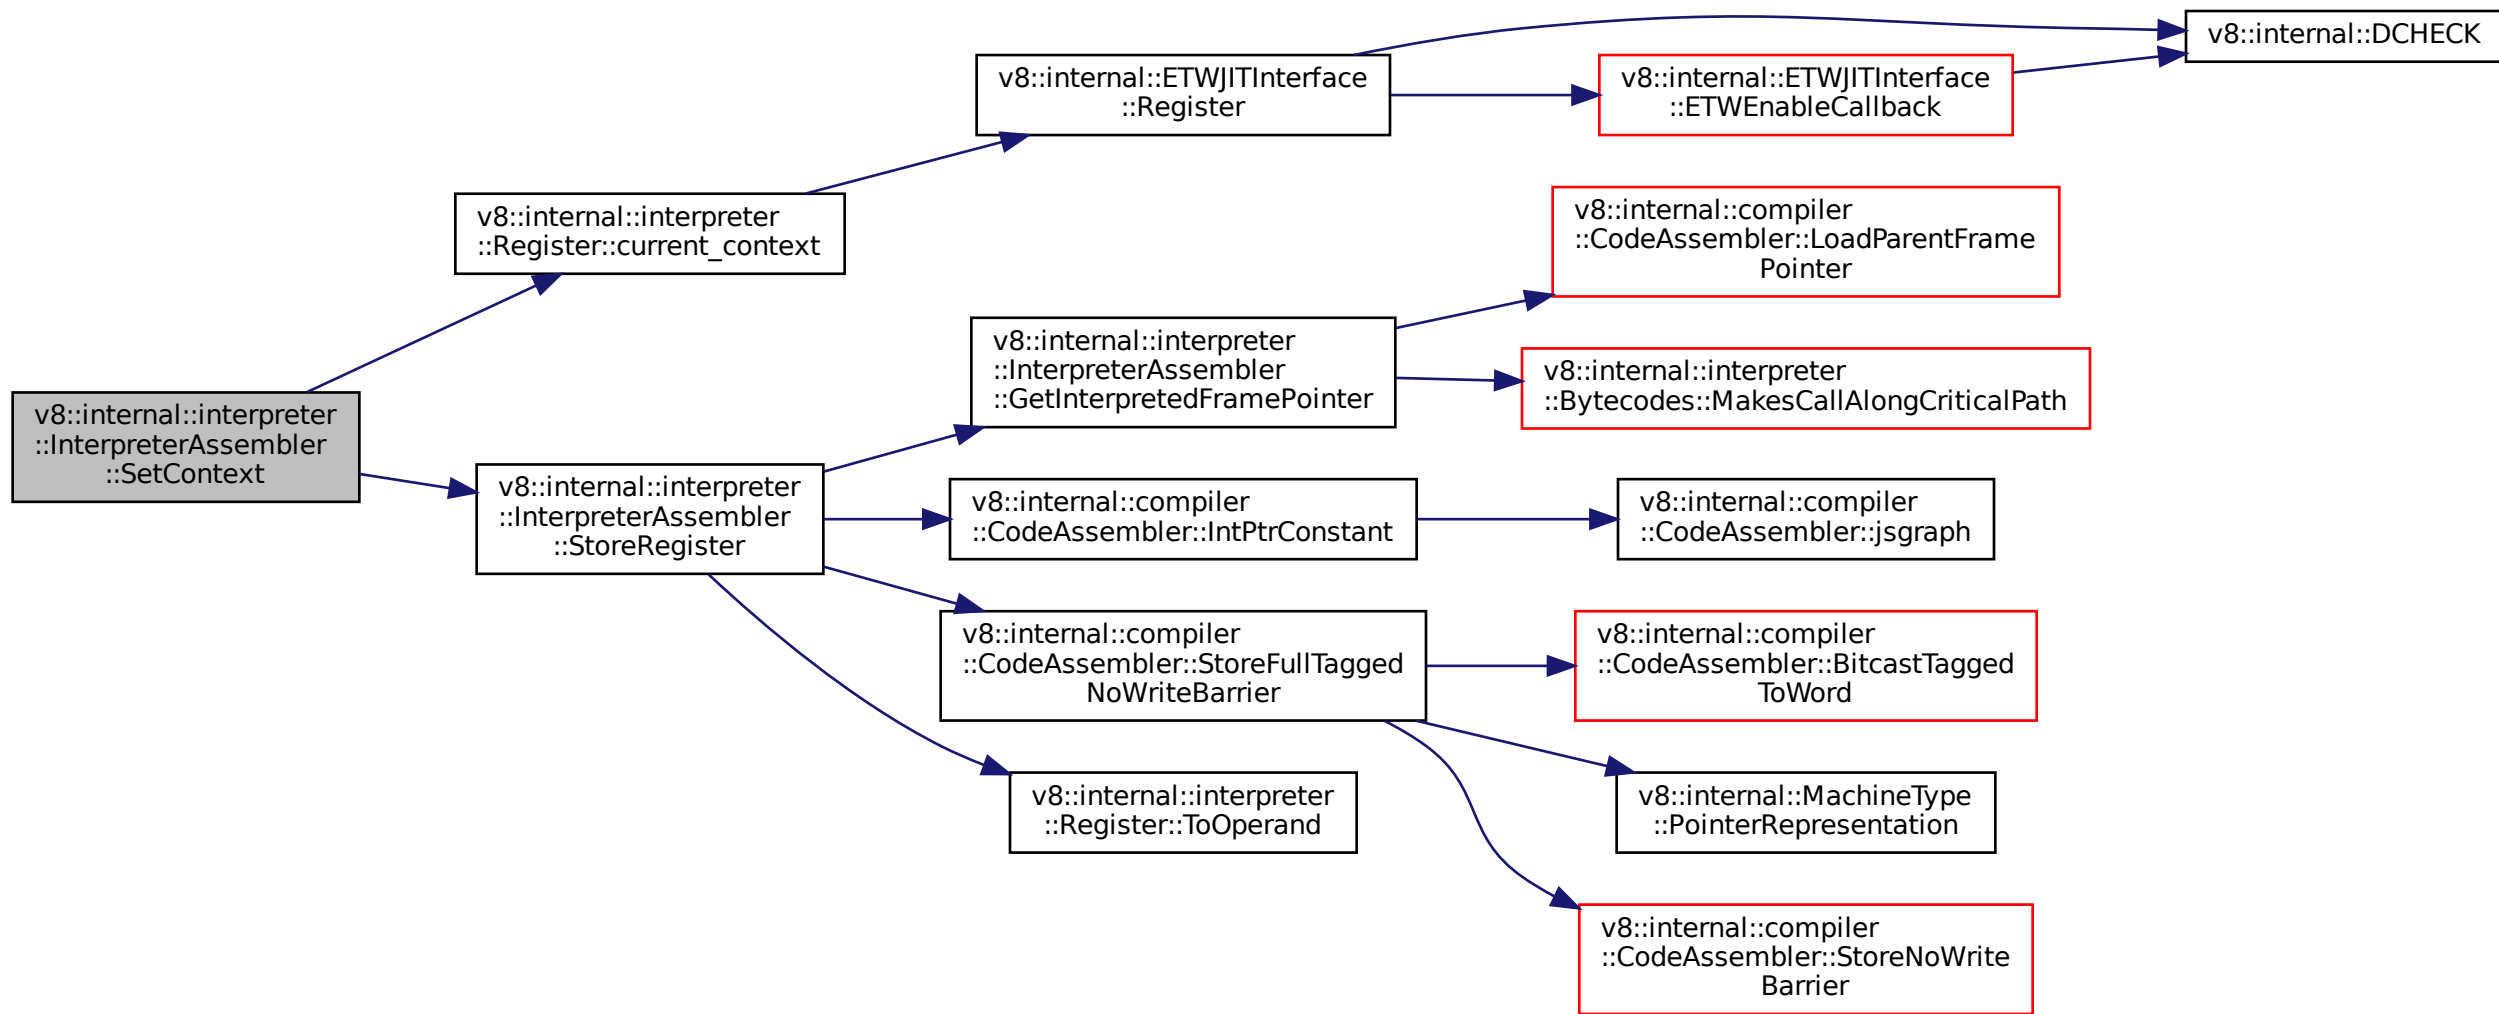 v8::internal::interpreter
::InterpreterAssembler
::SetContext
v8::internal::interpreter
::Register::current_context
v8::internal::ETWJITInterface
::Register
v8::internal::DCHECK
v8::internal::ETWJITInterface
::ETWEnableCallback
v8::internal::interpreter
::InterpreterAssembler
::StoreRegister
v8::internal::interpreter
::InterpreterAssembler
::GetInterpretedFramePointer
v8::internal::compiler
::CodeAssembler::LoadParentFrame
Pointer
v8::internal::interpreter
::Bytecodes::MakesCallAlongCriticalPath
v8::internal::compiler
::CodeAssembler::IntPtrConstant
v8::internal::compiler
::CodeAssembler::jsgraph
v8::internal::compiler
::CodeAssembler::StoreFullTagged
NoWriteBarrier
v8::internal::compiler
::CodeAssembler::BitcastTagged
ToWord
v8::internal::MachineType
::PointerRepresentation
v8::internal::compiler
::CodeAssembler::StoreNoWrite
Barrier
v8::internal::interpreter
::Register::ToOperand